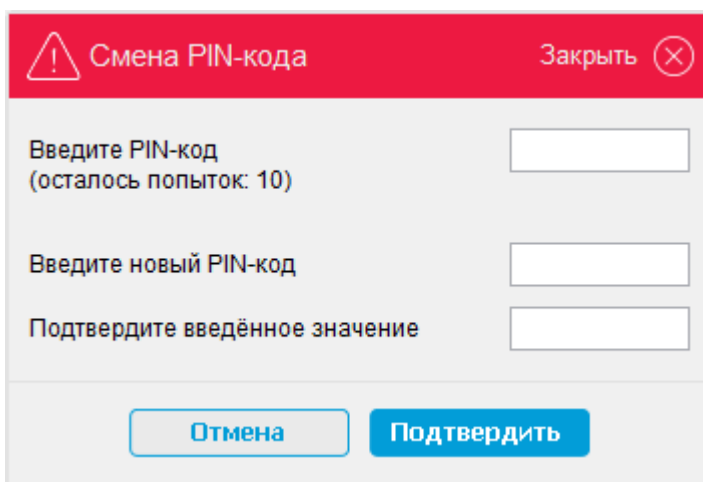 Смена PIN-кода
Закрыть
Введите PIN-код
(осталось попыток: 10)
Введите новый PIN-код
Подтвердите введённое значение
Отмена
Подтвердить